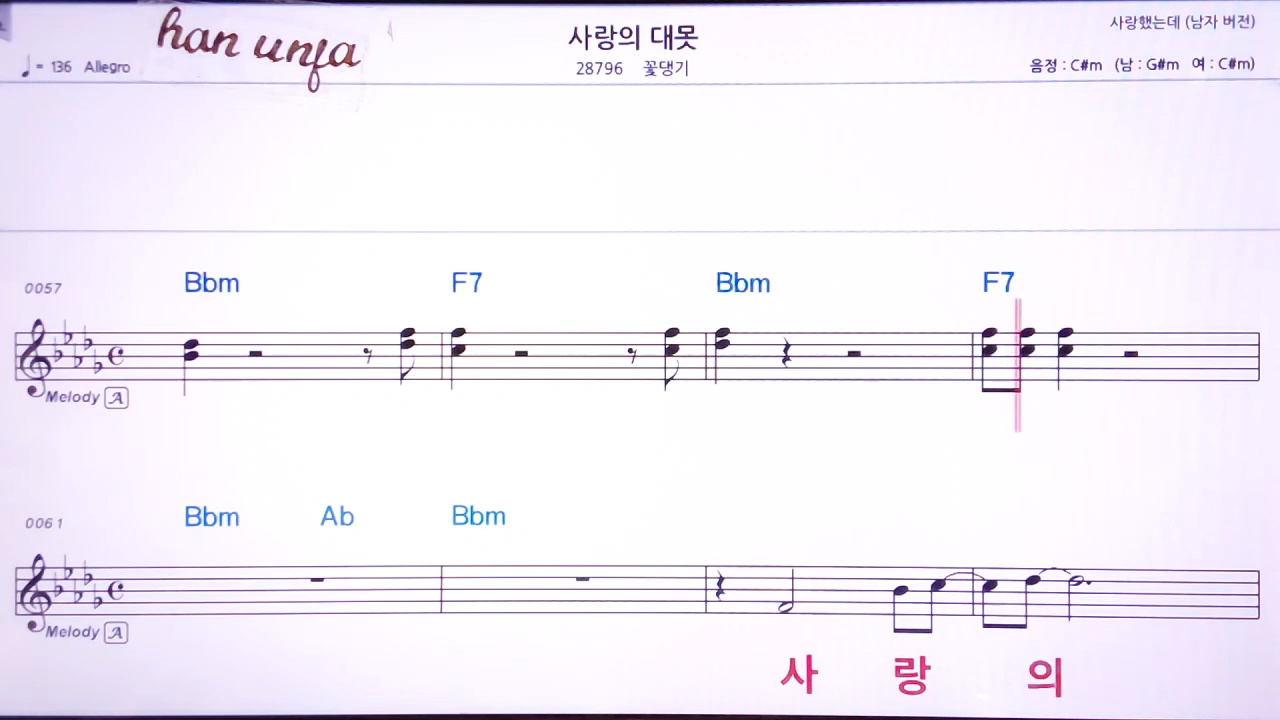 han unfa
사랑의 대못
사랑했는데 (남자 버전)
♩= 136 Allegro
28796 꽃댕기
음정 : C#m (남 : G#m 여 : C#m)
0057 Bbm F7 Bbm F7
Melody A
0061 Bbm Ab Bbm
Melody A
사 랑 의